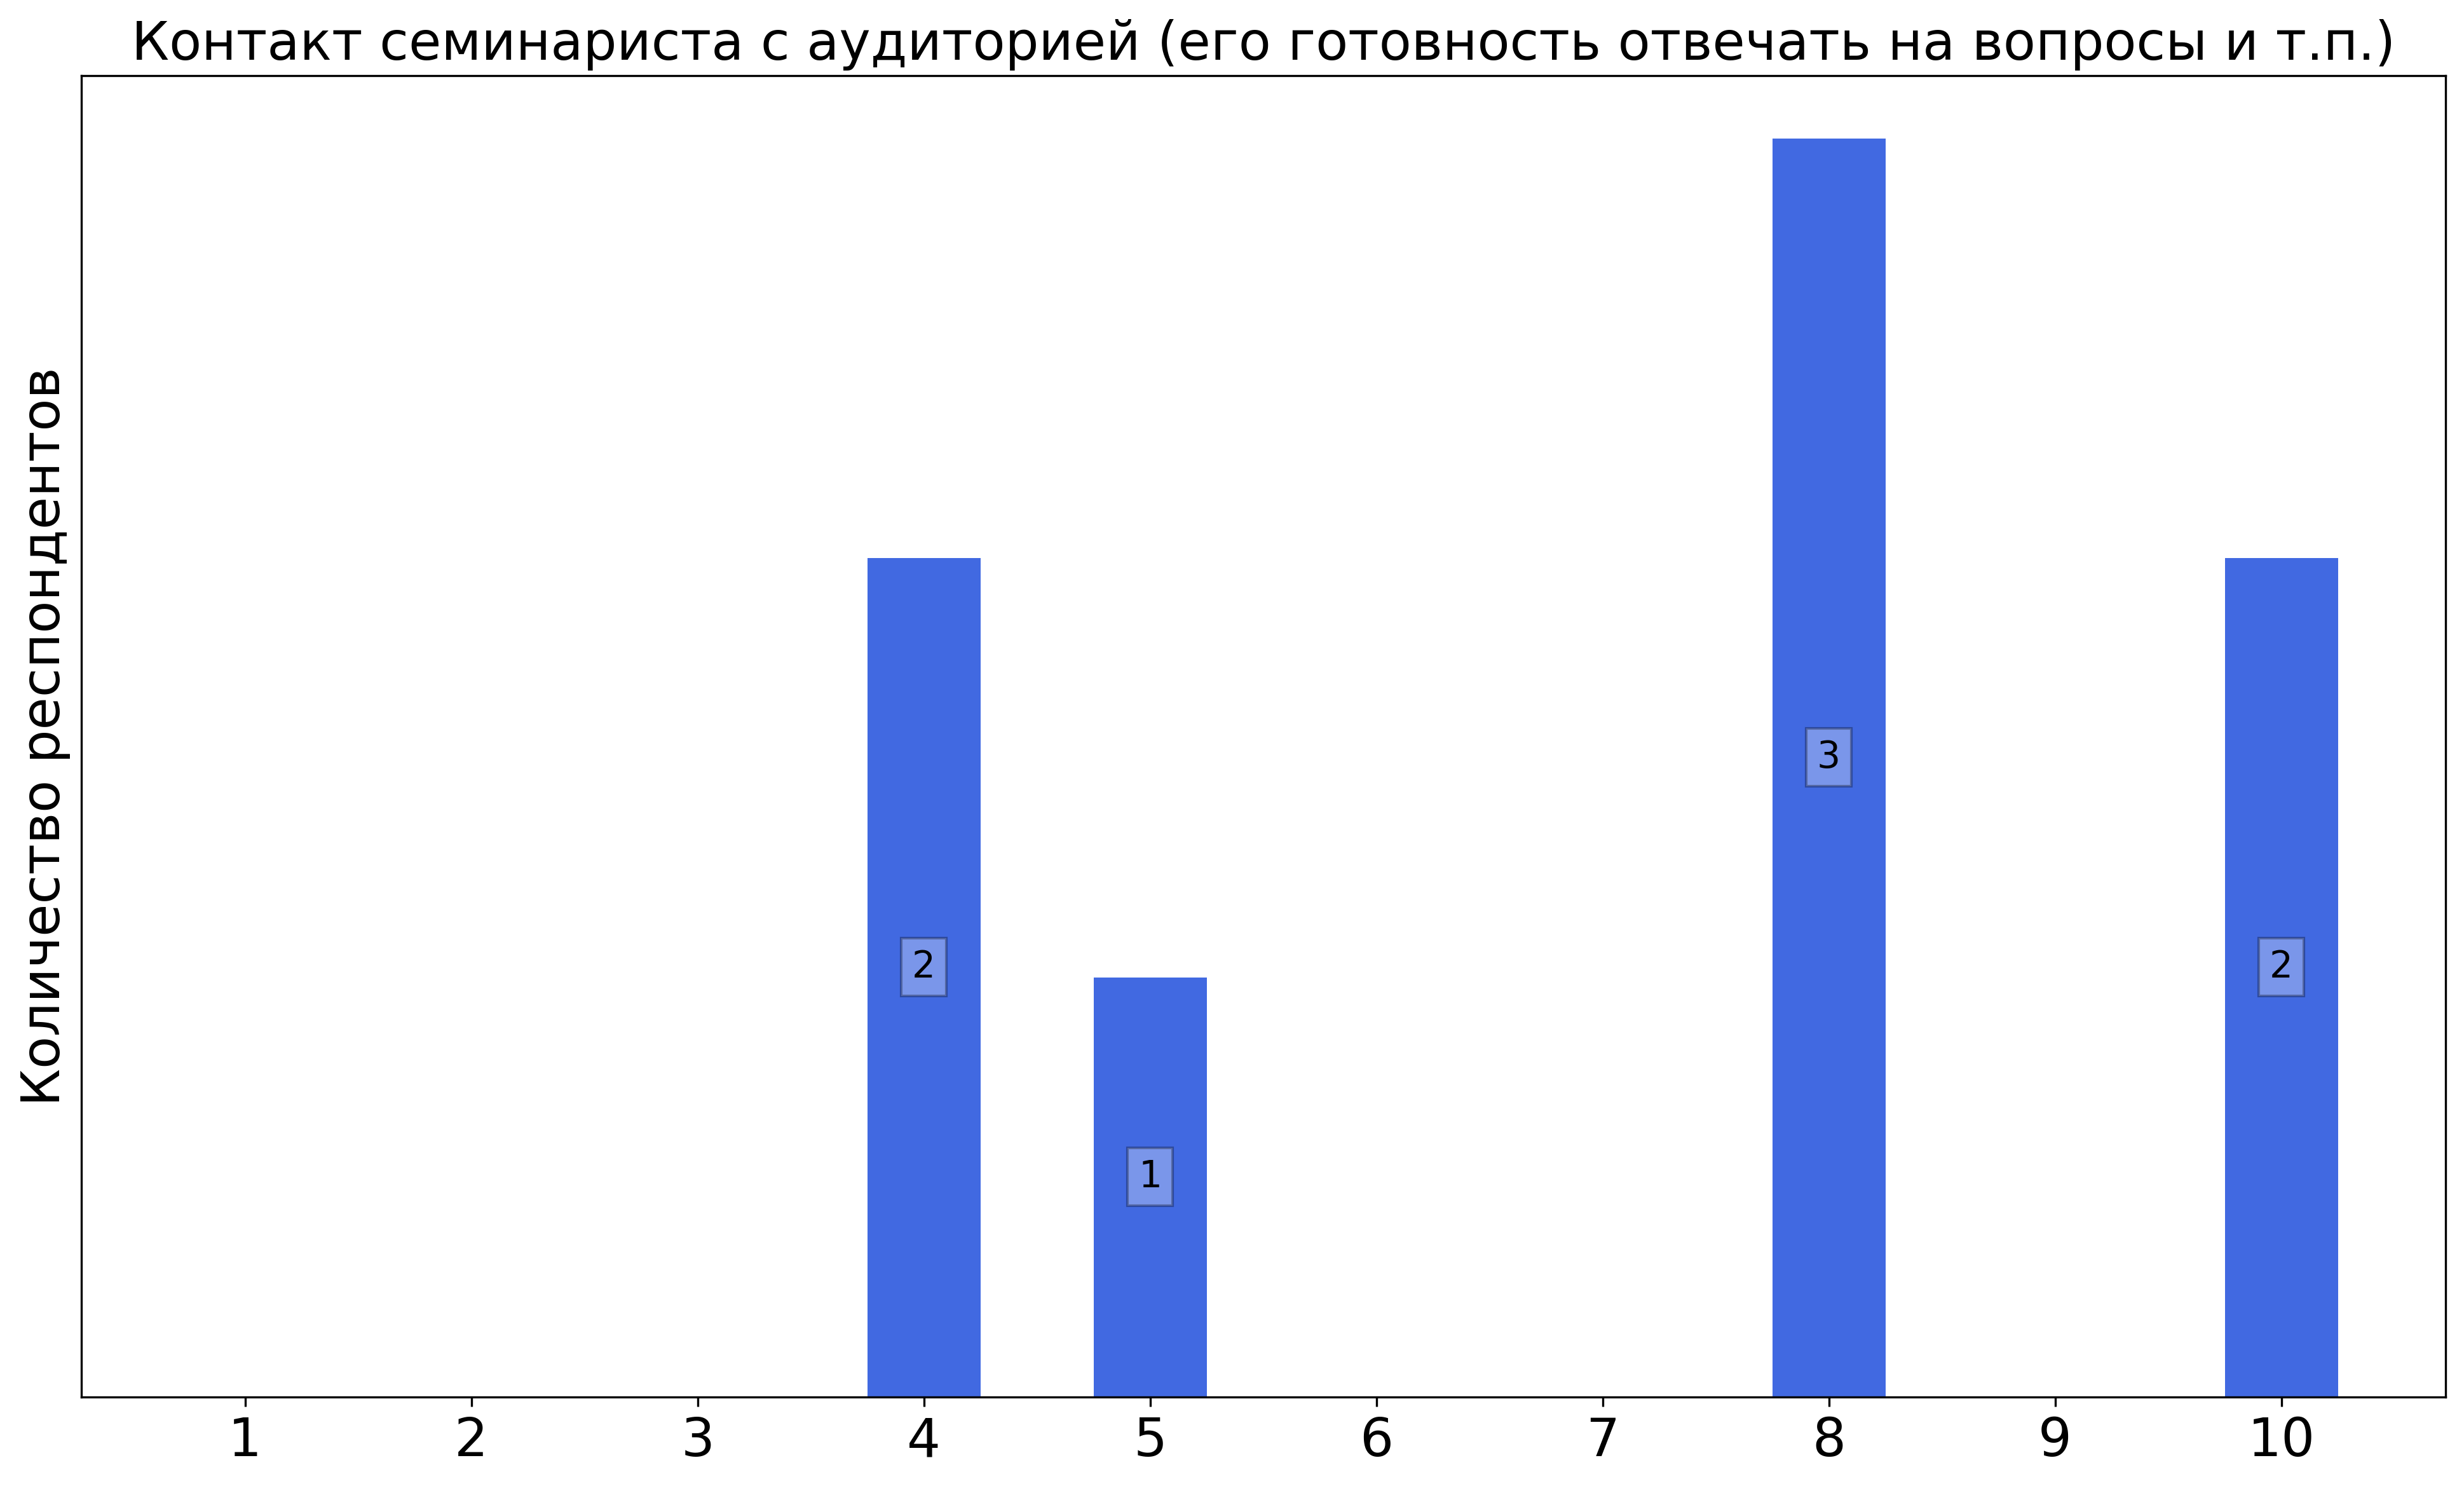 Контакт семинариста с аудиторией (его готовность отвечать на вопросы и т.п.)
Количество респондентов
2
1
3
2
1 2 3 4 5 6 7 8 9 10